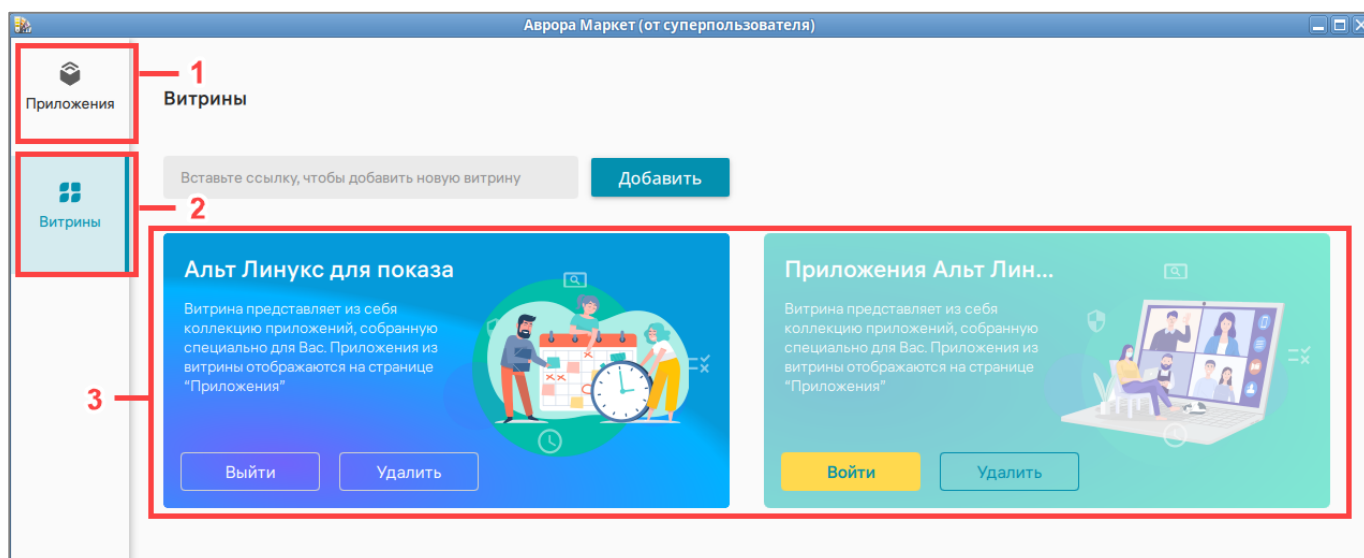 Аврора Маркет (от суперпользователя)
1
Приложения
Витрины
Вставьте ссылку, чтобы добавить новую витрину
Добавить
2
Витрины
3
Альт Линукс для показа
Витрина представляет из себя
коллекцию приложений, собранную
специально для Вас. Приложения из
витрины отображаются на странице
“Приложения”
Выйти
Удалить
Приложения Альт Лин...
Витрина представляет из себя
коллекцию приложений, собранную
специально для Вас. Приложения из
витрины отображаются на странице
“Приложения”
Войти
Удалить